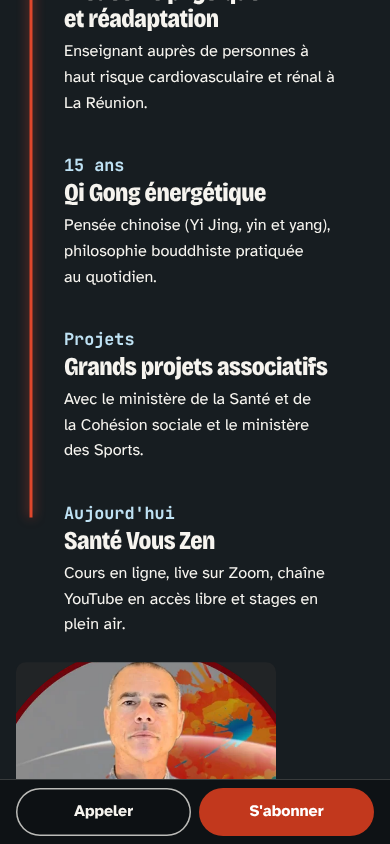 et réadaptation
Enseignant auprès de personnes à
haut risque cardiovasculaire et rénal à
La Réunion.
15 ans
Qi Gong énergétique
Pensée chinoise (Yi Jing, yin et yang),
philosophie bouddhiste pratiquée
au quotidien.
Projets
Grands projets associatifs
Avec le ministère de la Santé et de
la Cohésion sociale et le ministère
des Sports.
Aujourd'hui
Santé Vous Zen
Cours en ligne, live sur Zoom, chaîne
YouTube en accès libre et stages en
plein air.
Appeler
S'abonner